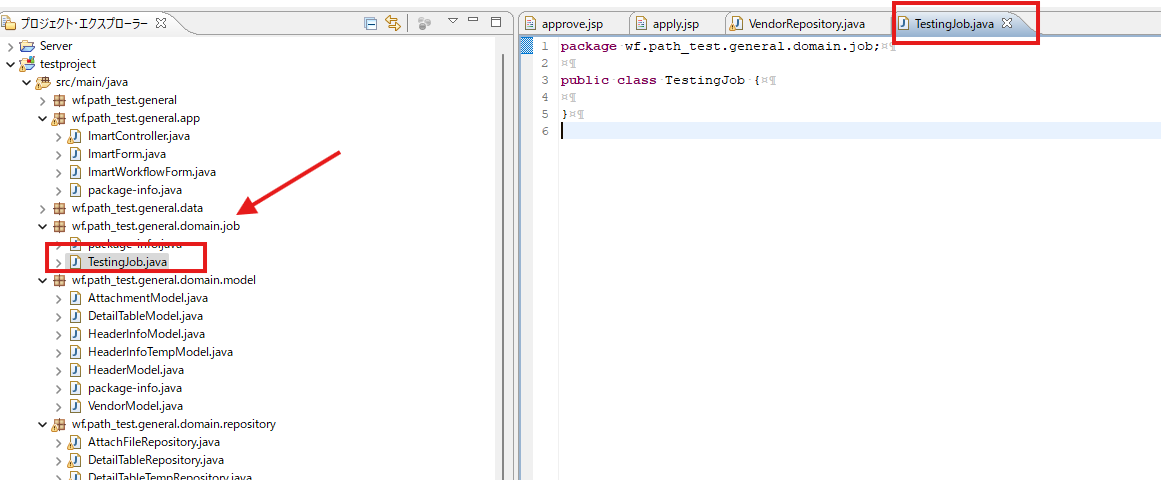 プロジェクト・エクスプローラー
Server
testproject
src/main/java
wf.path_test.general
wf.path_test.general.app
ImartController.java
ImartForm.java
ImartWorkflowForm.java
package-info.java
wf.path_test.general.data
wf.path_test.general.domain.job
package-info.java
TestingJob.java
wf.path_test.general.domain.model
AttachmentModel.java
DetailTableModel.java
HeaderInfoModel.java
HeaderInfoTempModel.java
HeaderModel.java
package-info.java
VendorModel.java
wf.path_test.general.domain.repository
AttachFileRepository.java
DetailTableRepository.java
DetailTableTempRepository.java
approve.jsp apply.jsp VendorRepository.java TestingJob.java
1 package wf.path_test.general.domain.job;¤¶
2 ¤¶
3 public class TestingJob {¤¶
4 ¤¶
5 }¤¶
6